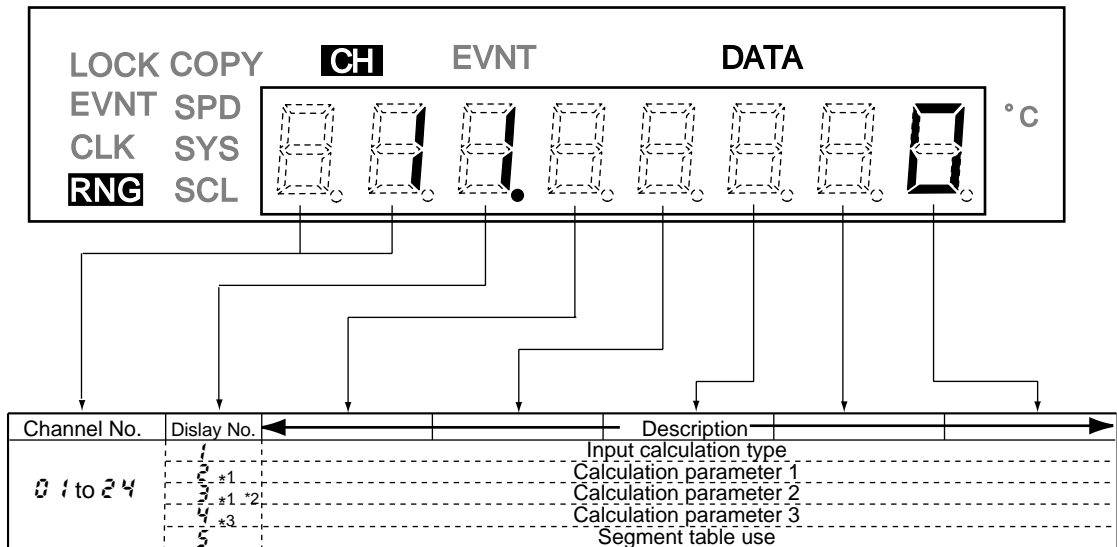 LOCK COPY CH EVNT DATA
EVNT SPD
CLK SYS
RNG SCL
11. 0 °C
Channel No. Dislay No. Description
1 Input calculation type
2 *1 Calculation parameter 1
01 to 24 3 *1 *2 Calculation parameter 2
4 *3 Calculation parameter 3
5 Segment table use